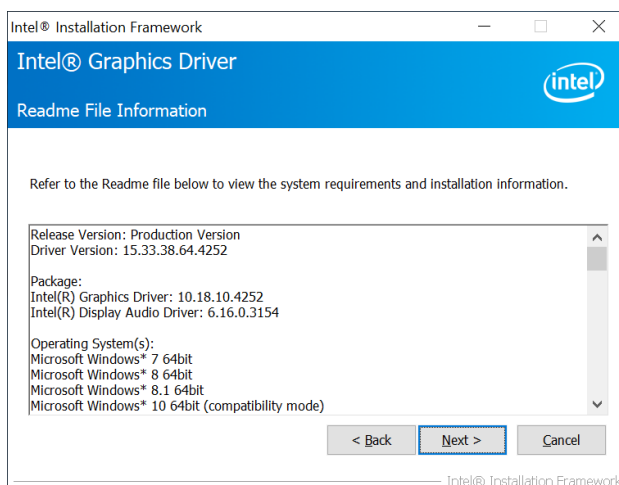 Intel® Installation Framework
Intel® Graphics Driver
intel
Readme File Information
Refer to the Readme file below to view the system requirements and installation information.
Release Version: Production Version
Driver Version: 15.33.38.64.4252
Package:
Intel(R) Graphics Driver: 10.18.10.4252
Intel(R) Display Audio Driver: 6.16.0.3154
Operating System(s):
Microsoft Windows* 7 64bit
Microsoft Windows* 8 64bit
Microsoft Windows* 8.1 64bit
Microsoft Windows* 10 64bit (compatibility mode)
< Back Next > Cancel
Intel® Installation Framework